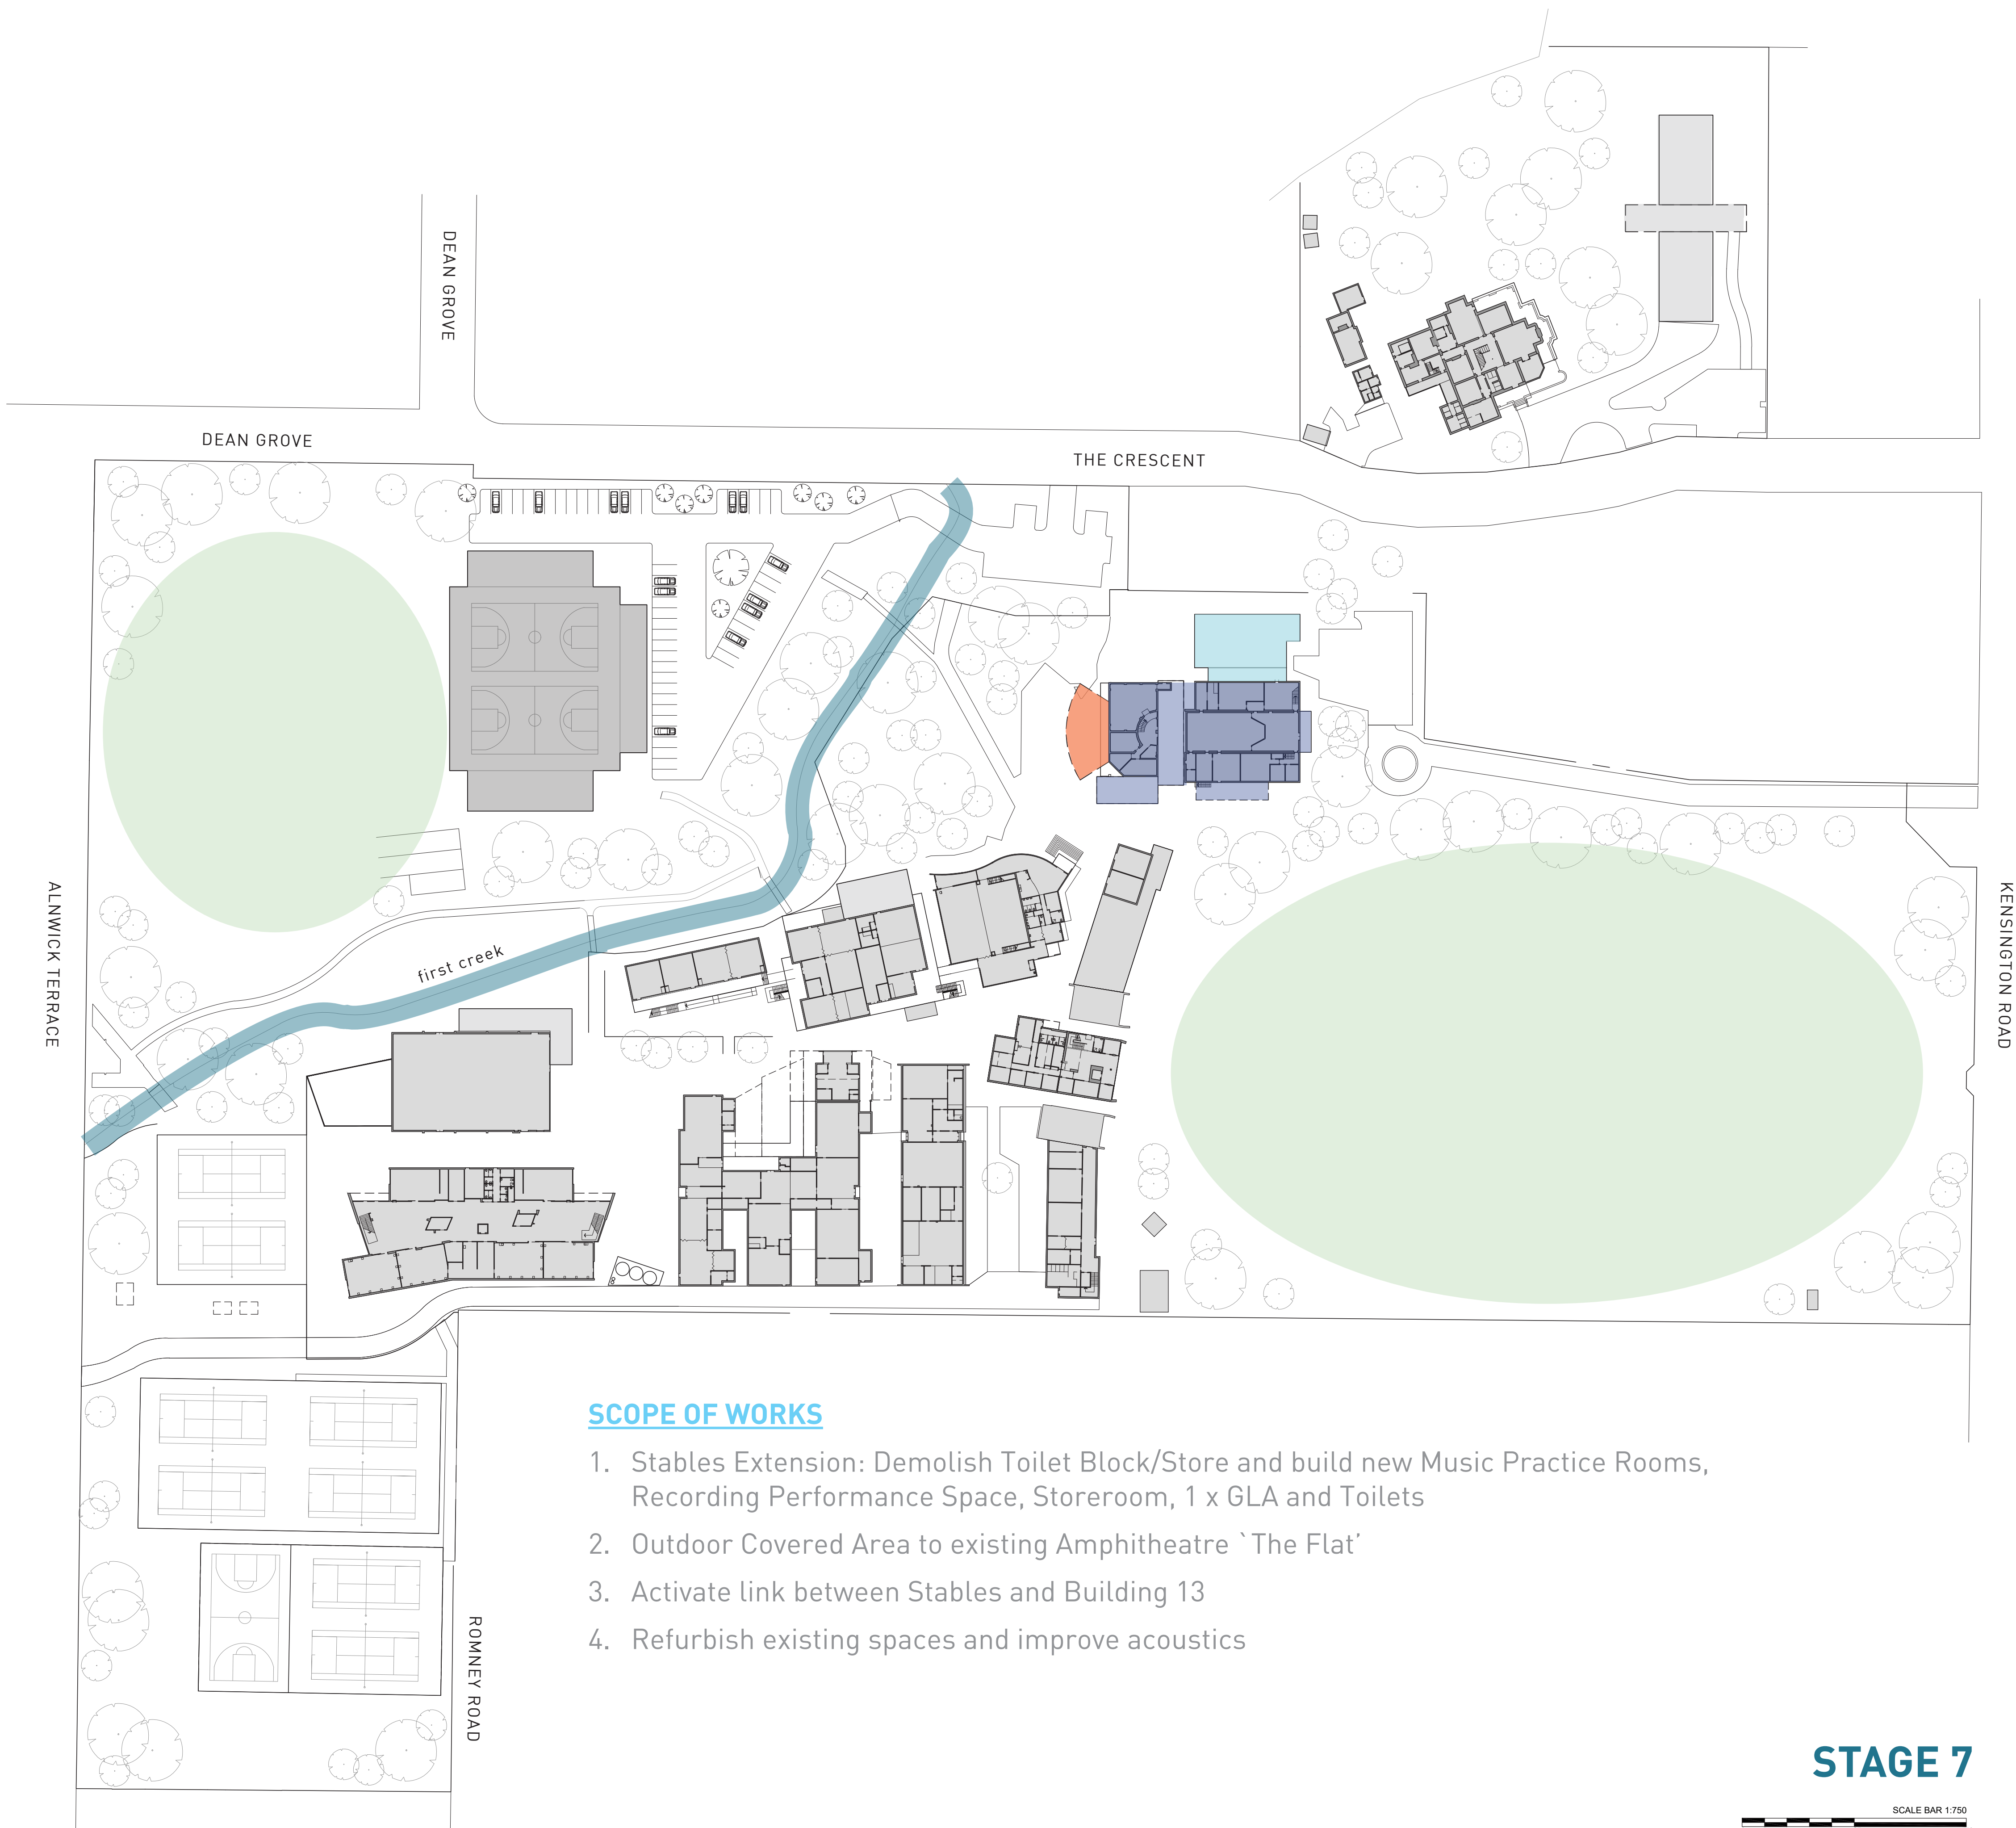 DEAN GROVE
DEAN GROVE
THE CRESCENT
ALNWICK TERRACE
KENSINGTON ROAD
first creek
SCOPE OF WORKS
1. Stables Extension: Demolish Toilet Block/Store and build new Music Practice Rooms,
Recording Performance Space, Storeroom, 1 x GLA and Toilets
2. Outdoor Covered Area to existing Amphitheatre `The Flat’
3. Activate link between Stables and Building 13
4. Refurbish existing spaces and improve acoustics
ROMNEY ROAD
STAGE 7
SCALE BAR 1:750